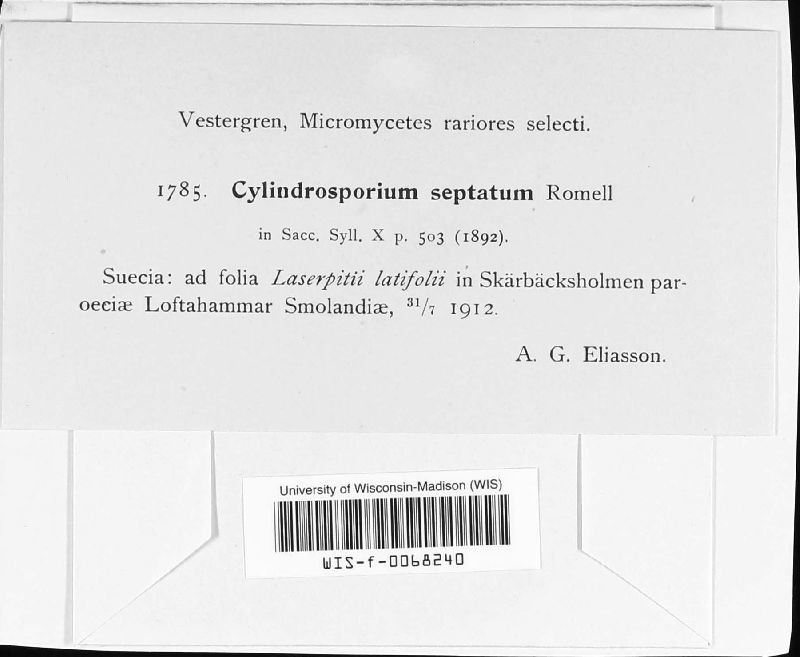 Vestergren, Micromycetes rariores selecti.
1785. Cylindrosporium septatum Romell
in Sacc. Syll. X p. 503 (1892).
Suecia: ad folia Laserpitii latifolii in Skärbäcksholmen par-
oeciæ Loftahammar Smolandiæ, 31/7 1912.
A. G. Eliasson.
University of Wisconsin-Madison (WIS)
WIS-f-0068240